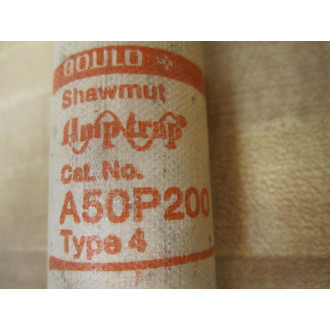 GOULD
Shawmut
Amp-trap
Cat. No.
A50P200
Type 4